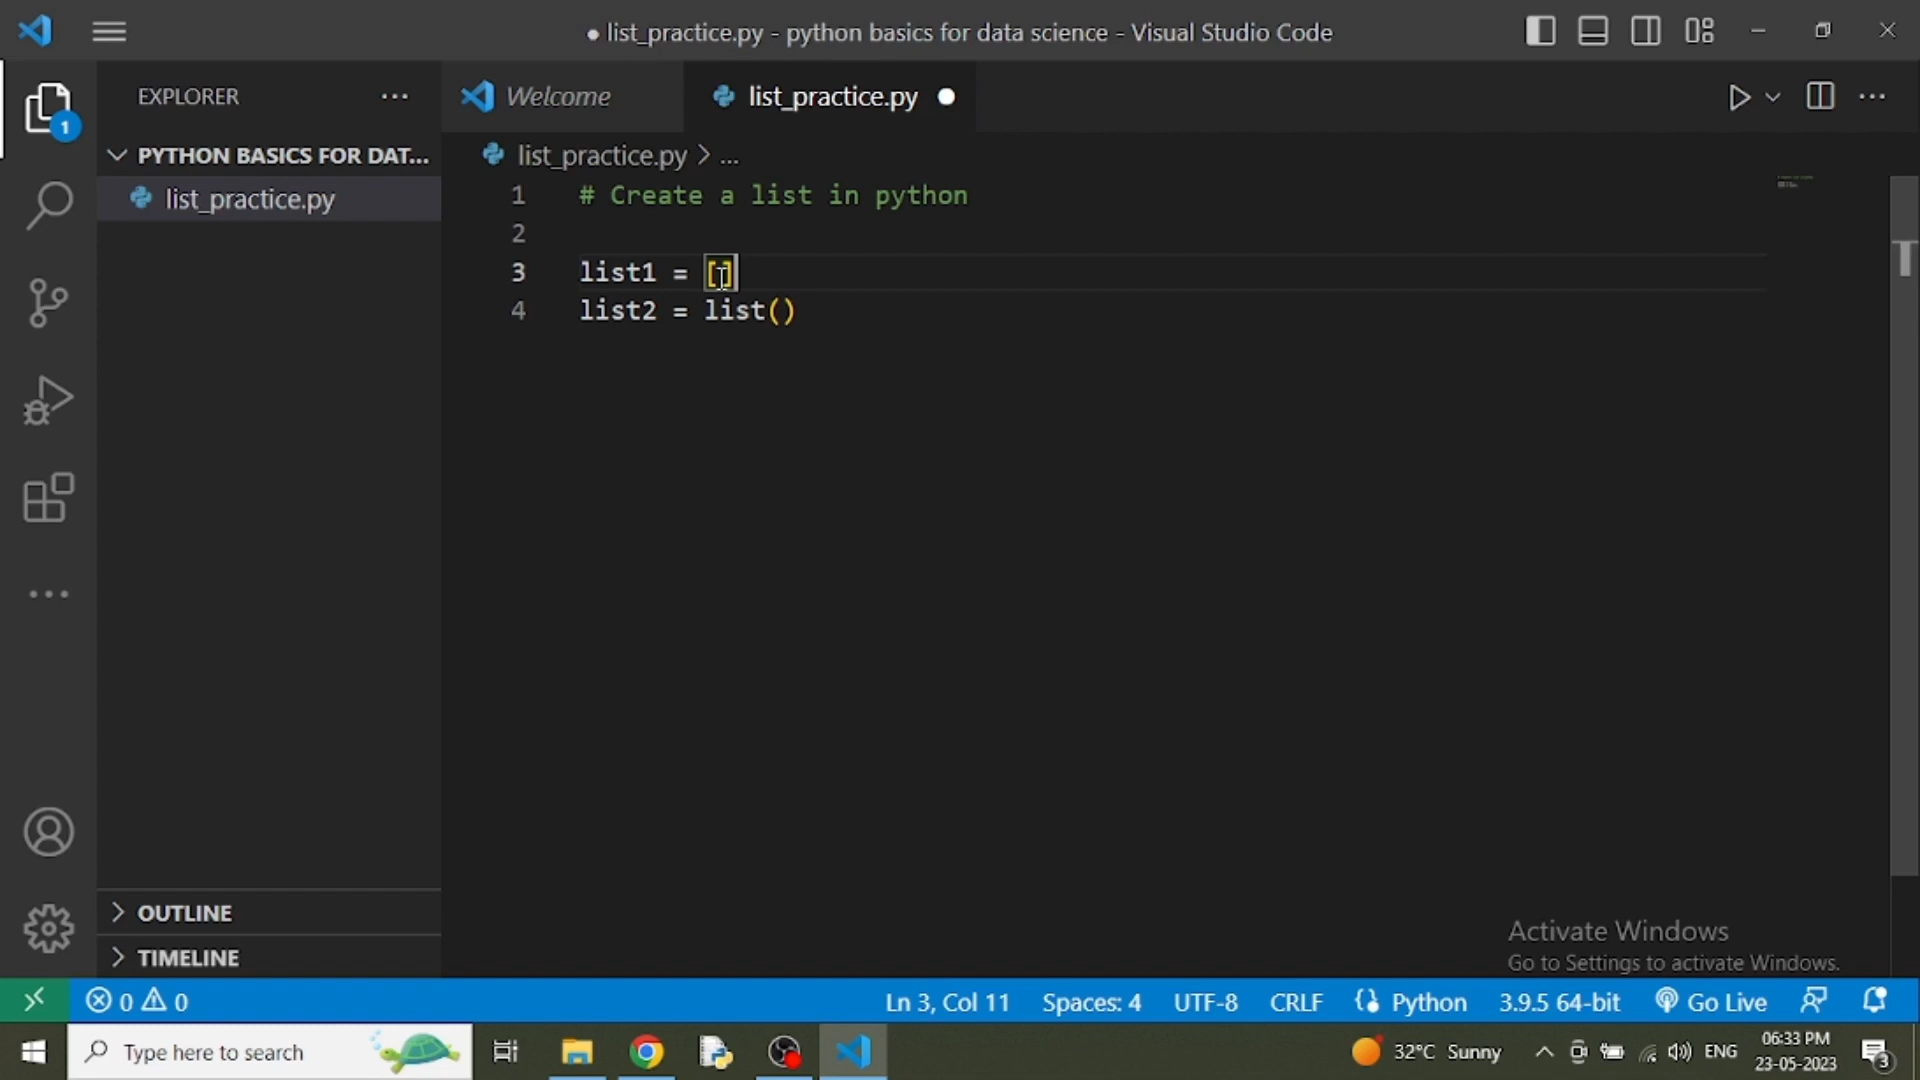 ● list_practice.py - python basics for data science - Visual Studio Code
EXPLORER
Welcome
list_practice.py
1
PYTHON BASICS FOR DAT...
list_practice.py
list_practice.py > ...
1 # Create a list in python
2
3 list1 = []
4 list2 = list()
OUTLINE
TIMELINE
Activate Windows
Go to Settings to activate Windows.
0 0
Ln 3, Col 11
Spaces: 4
UTF-8
CRLF
Python
3.9.5 64-bit
Go Live
Type here to search
32°C Sunny
ENG
06:33 PM
23-05-2023
3